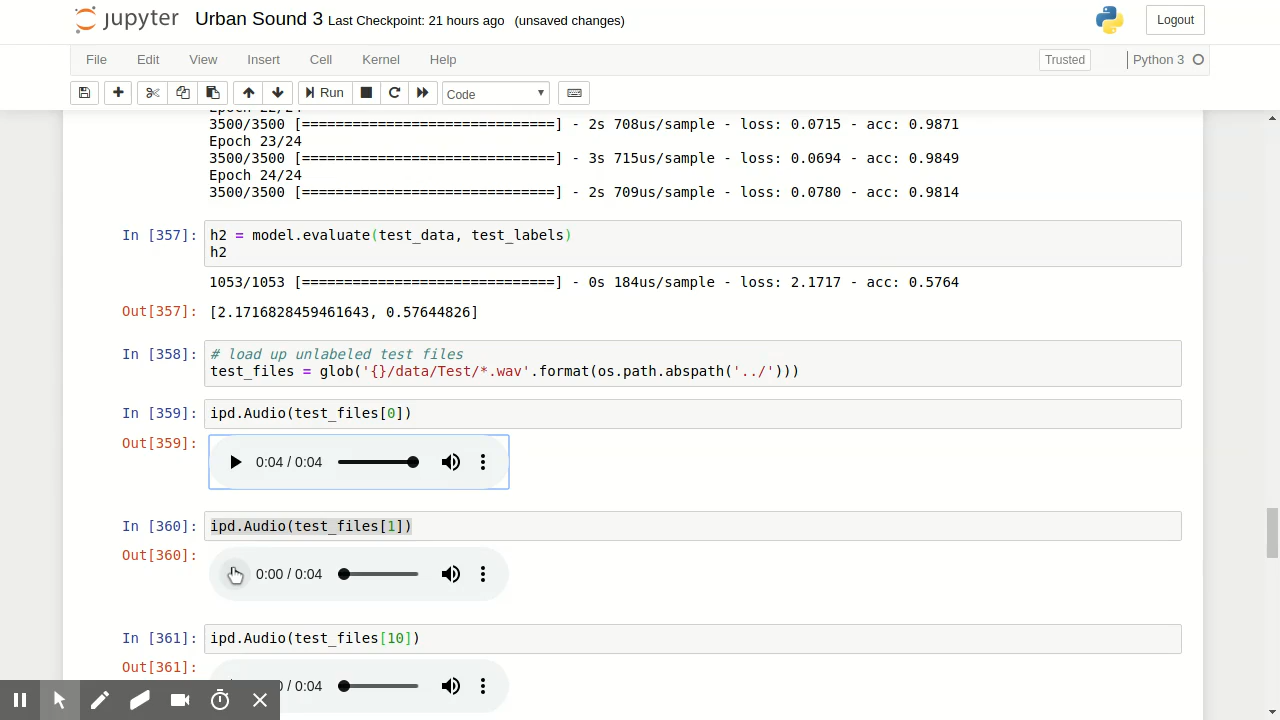 jupyter Urban Sound 3 Last Checkpoint: 21 hours ago (unsaved changes) Logout
File Edit View Insert Cell Kernel Help Trusted Python 3
Run Code
Epoch 22/24
3500/3500 [==============================] - 2s 708us/sample - loss: 0.0715 - acc: 0.9871
Epoch 23/24
3500/3500 [==============================] - 3s 715us/sample - loss: 0.0694 - acc: 0.9849
Epoch 24/24
3500/3500 [==============================] - 2s 709us/sample - loss: 0.0780 - acc: 0.9814
In [357]: h2 = model.evaluate(test_data, test_labels)
h2
1053/1053 [==============================] - 0s 184us/sample - loss: 2.1717 - acc: 0.5764
Out[357]: [2.1716828459461643, 0.57644826]
In [358]: # load up unlabeled test files
test_files = glob('{}/data/Test/*.wav'.format(os.path.abspath('../')))
In [359]: ipd.Audio(test_files[0])
Out[359]:
0:04 / 0:04
In [360]: ipd.Audio(test_files[1])
Out[360]:
0:00 / 0:04
In [361]: ipd.Audio(test_files[10])
Out[361]:
0 / 0:04